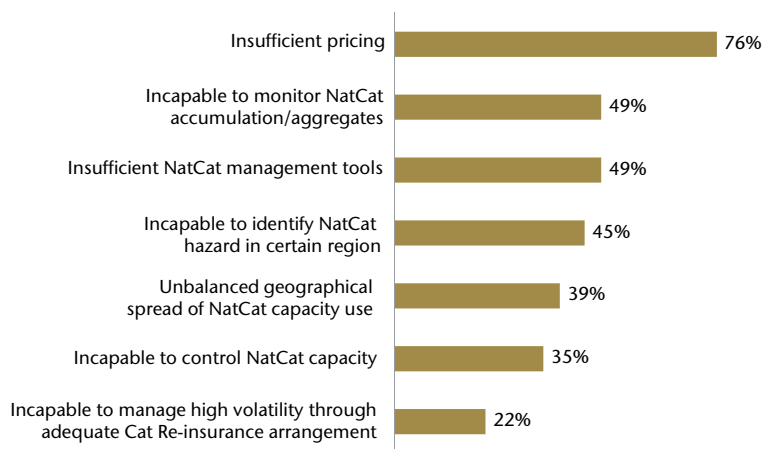 Insufficient pricing
76%
Incapable to monitor NatCat
accumulation/aggregates
49%
Insufficient NatCat management tools
49%
Incapable to identify NatCat
hazard in certain region
45%
Unbalanced geographical
spread of NatCat capacity use
39%
Incapable to control NatCat capacity
35%
Incapable to manage high volatility through
adequate Cat Re-insurance arrangement
22%